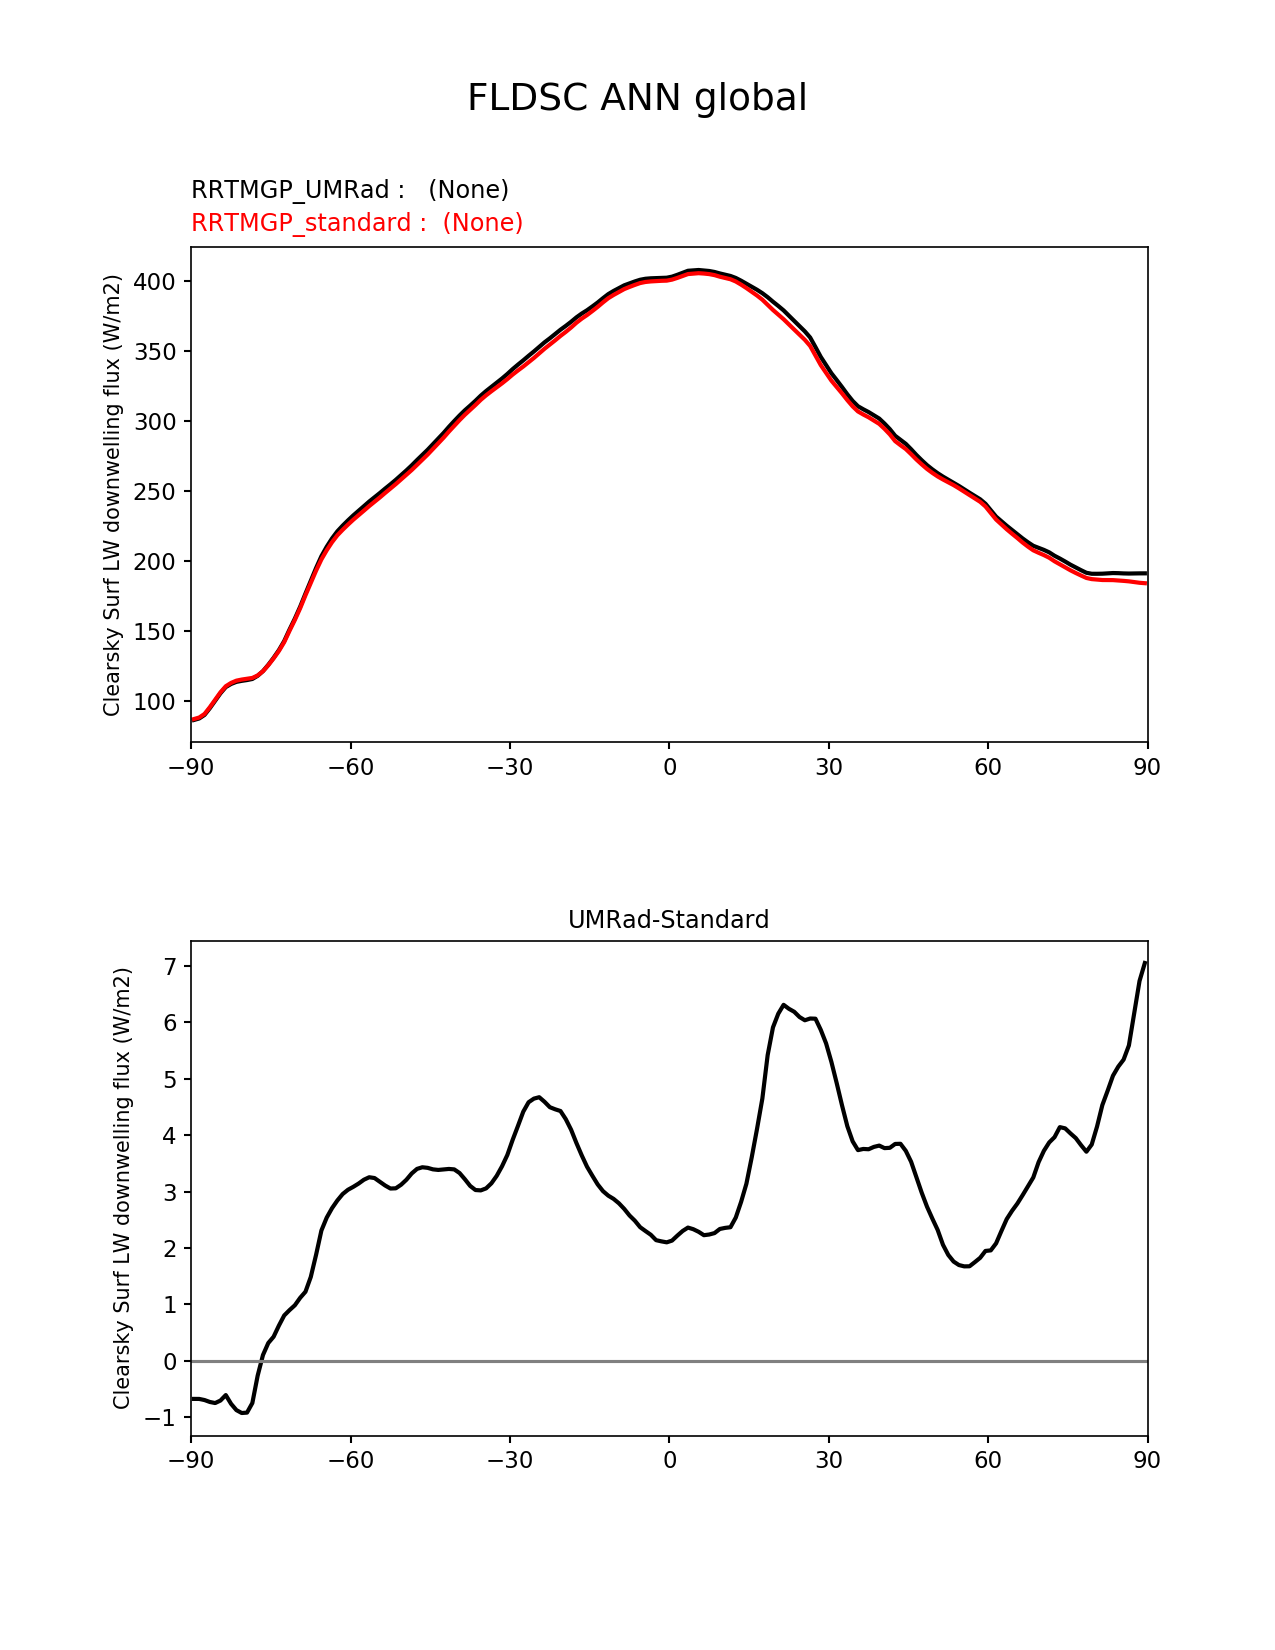 FLDSC ANN global
RRTMGP_UMRad :   (None)
RRTMGP_standard :  (None)
Clearsky Surf LW downwelling flux (W/m2)
400
350
300
250
200
150
100
−90 −60 −30 0 30 60 90
UMRad-Standard
Clearsky Surf LW downwelling flux (W/m2)
7
6
5
4
3
2
1
0
−1
−90 −60 −30 0 30 60 90